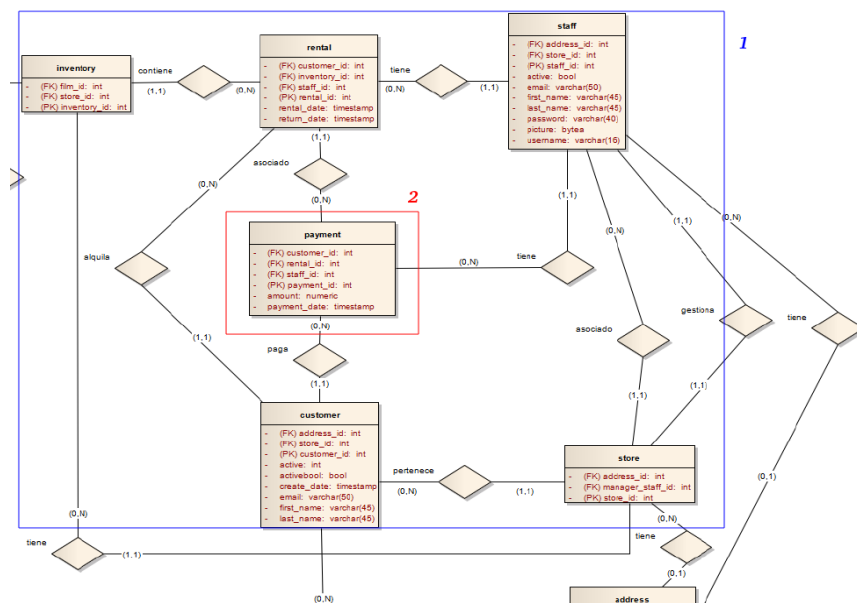 1
staff
- (FK) address_id: int
- (FK) store_id: int
- (PK) staff_id: int
- active: bool
- email: varchar(50)
- first_name: varchar(45)
- last_name: varchar(45)
- password: varchar(40)
- picture: bytea
- username: varchar(16)
rental
- (FK) customer_id: int
- (FK) inventory_id: int
- (FK) staff_id: int
- (PK) rental_id: int
- rental_date: timestamp
- return_date: timestamp
inventory
- (FK) film_id: int
- (FK) store_id: int
- (PK) inventory_id: int
contiene
(1,1)
(0,N)
tiene
(0,N)
(1,1)
(1,1)
asociado
(0,N)
(0,N)
alquila
(1,1)
2
payment
- (FK) customer_id: int
- (FK) rental_id: int
- (FK) staff_id: int
- (PK) payment_id: int
- amount: numeric
- payment_date: timestamp
(0,N)
tiene
(1,1)
(0,N)
asociado
(1,1)
(1,1)
gestiona
(1,1)
(0,N)
tiene
(0,1)
(0,N)
paga
(1,1)
customer
- (FK) address_id: int
- (FK) store_id: int
- (PK) customer_id: int
- active: int
- activebool: bool
- create_date: timestamp
- email: varchar(50)
- first_name: varchar(45)
- last_name: varchar(45)
pertenece
(0,N)
(1,1)
store
- (FK) address_id: int
- (FK) manager_staff_id: int
- (PK) store_id: int
(0,N)
tiene
(1,1)
(0,N)
tiene
(0,1)
(0,N)
address